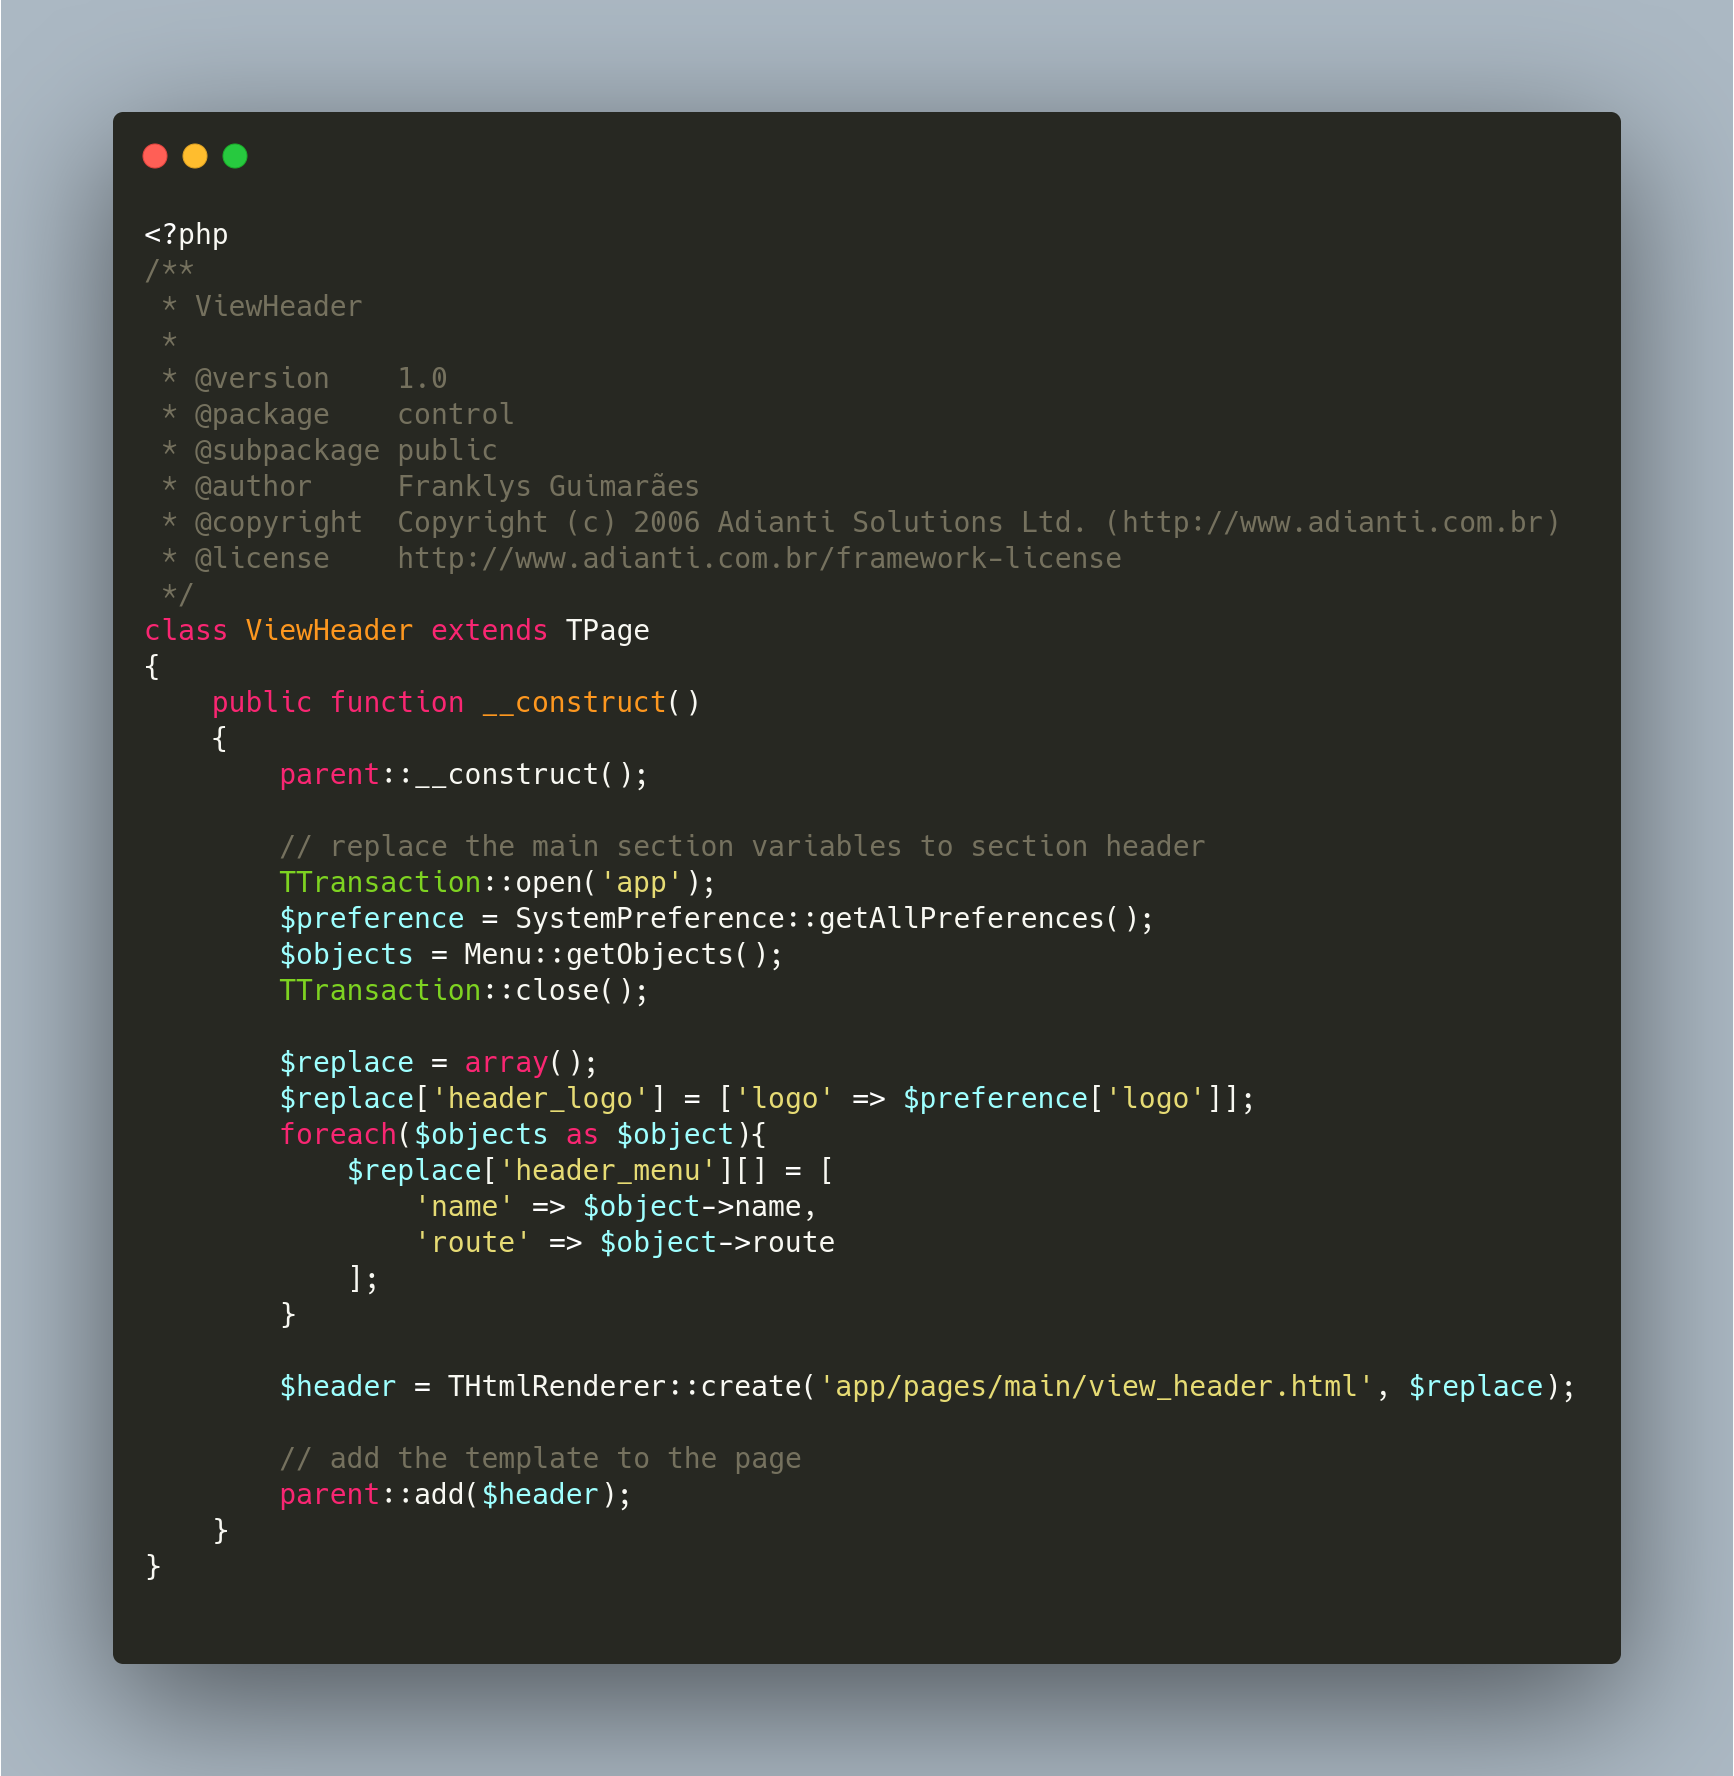 <?php
/**
 * ViewHeader
 *
 * @version    1.0
 * @package    control
 * @subpackage public
 * @author     Franklys Guimarães
 * @copyright  Copyright (c) 2006 Adianti Solutions Ltd. (http://www.adianti.com.br)
 * @license    http://www.adianti.com.br/framework-license
 */
class ViewHeader extends TPage
{
    public function __construct()
    {
        parent::__construct();

        // replace the main section variables to section header
        TTransaction::open('app');
        $preference = SystemPreference::getAllPreferences();
        $objects = Menu::getObjects();
        TTransaction::close();

        $replace = array();
        $replace['header_logo'] = ['logo' => $preference['logo']];
        foreach($objects as $object){
            $replace['header_menu'][] = [
                'name' => $object->name,
                'route' => $object->route
            ];
        }

        $header = THtmlRenderer::create('app/pages/main/view_header.html', $replace);

        // add the template to the page
        parent::add($header);
    }
}